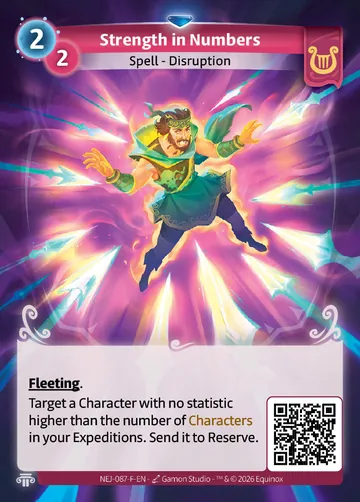 2
2
Strength in Numbers
Spell - Disruption
Fleeting.
Target a Character with no statistic
higher than the number of Characters
in your Expeditions. Send it to Reserve.
NEJ-087-F-EN - Gamon Studio - ™ & © 2026 Equinox